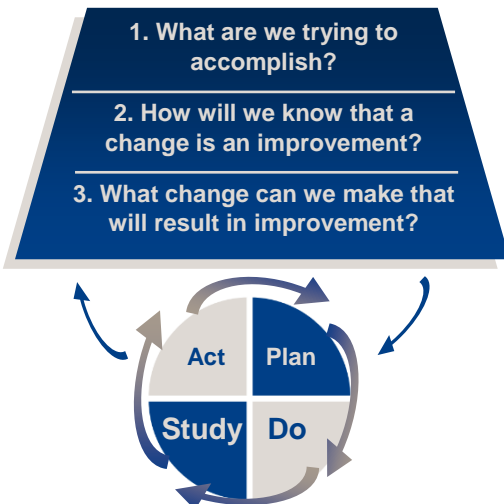 1. What are we trying to
accomplish?
2. How will we know that a
change is an improvement?
3. What change can we make that
will result in improvement?
Act
Plan
Study
Do